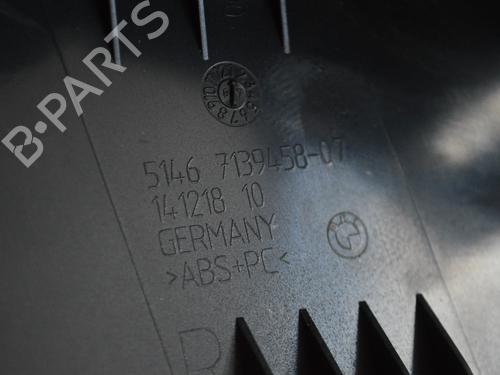 B-PARTS
5146 7139458-07
141218 10
GERMANY
>ABS+PC<
R